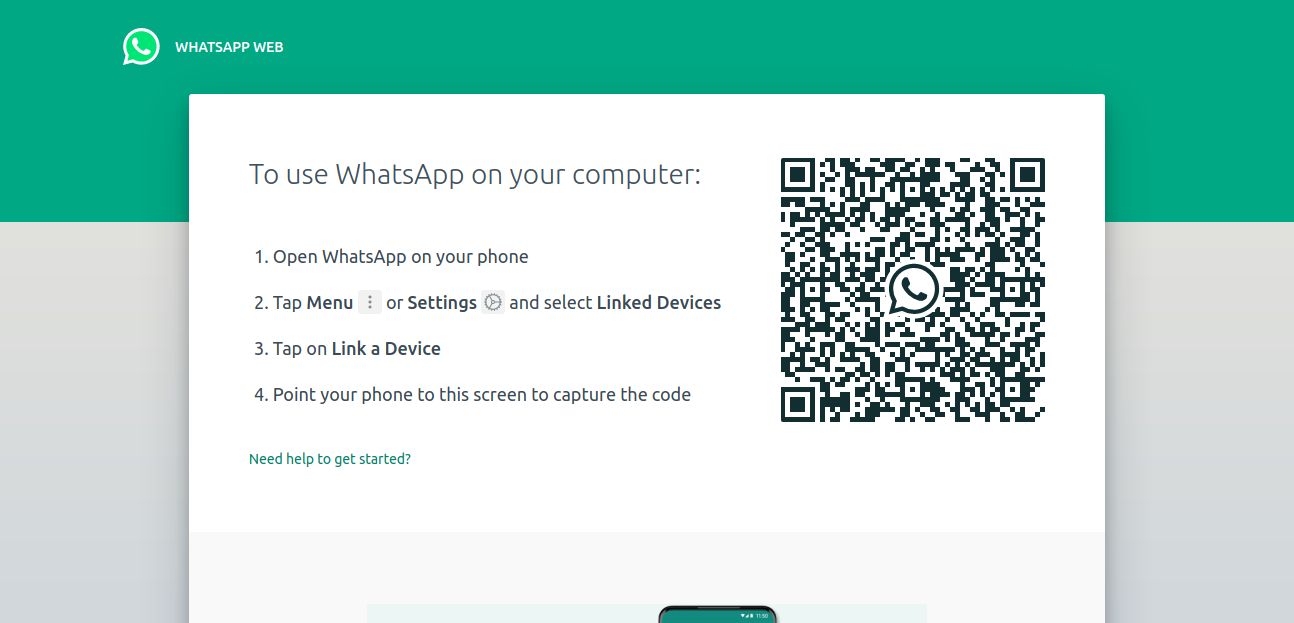 WHATSAPP WEB
To use WhatsApp on your computer:
1. Open WhatsApp on your phone
2. Tap Menu or Settings and select Linked Devices
3. Tap on Link a Device
4. Point your phone to this screen to capture the code
Need help to get started?
11:50